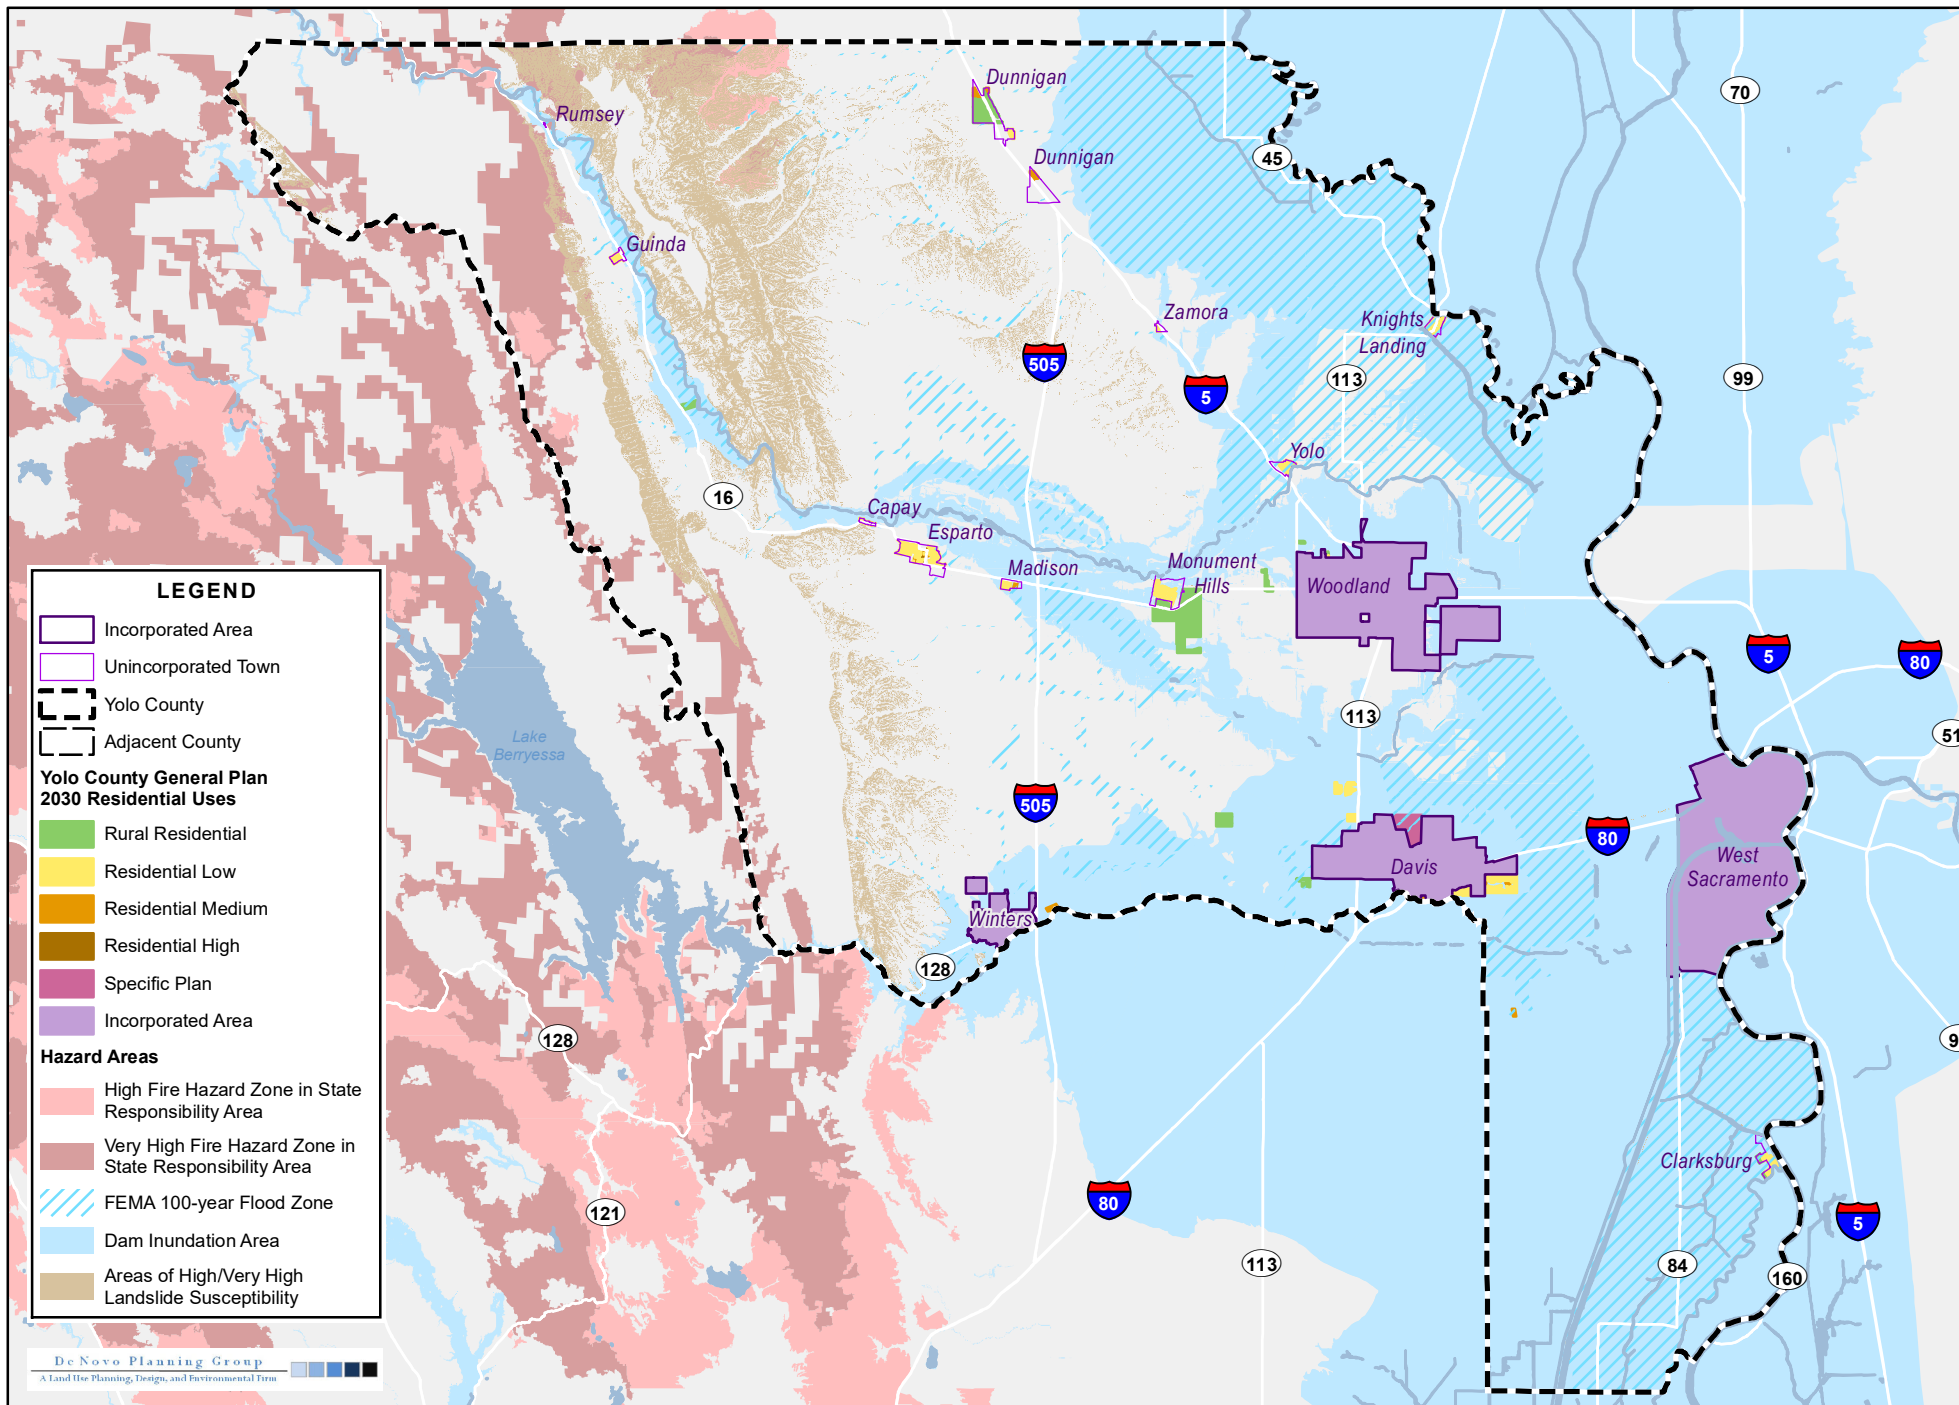 Dunnigan
70
Rumsey
45
Dunnigan
Guinda
Zamora
Knights
Landing
505
113
99
5
Yolo
16
Capay
Esparto
Madison
Monument
Hills
Woodland
LEGEND
Incorporated Area
Unincorporated Town
Yolo County
Adjacent County
Yolo County General Plan
2030 Residential Uses
Rural Residential
Residential Low
Residential Medium
Residential High
Specific Plan
Incorporated Area
Hazard Areas
High Fire Hazard Zone in State
Responsibility Area
Very High Fire Hazard Zone in
State Responsibility Area
FEMA 100-year Flood Zone
Dam Inundation Area
Areas of High/Very High
Landslide Susceptibility
Lake
Berryessa
5
80
113
51
505
80
Davis
West
Sacramento
Winters
128
128
9
Clarksburg
80
121
5
113
84
160
De Novo Planning Group
A Land Use Planning, Design, and Environmental Firm